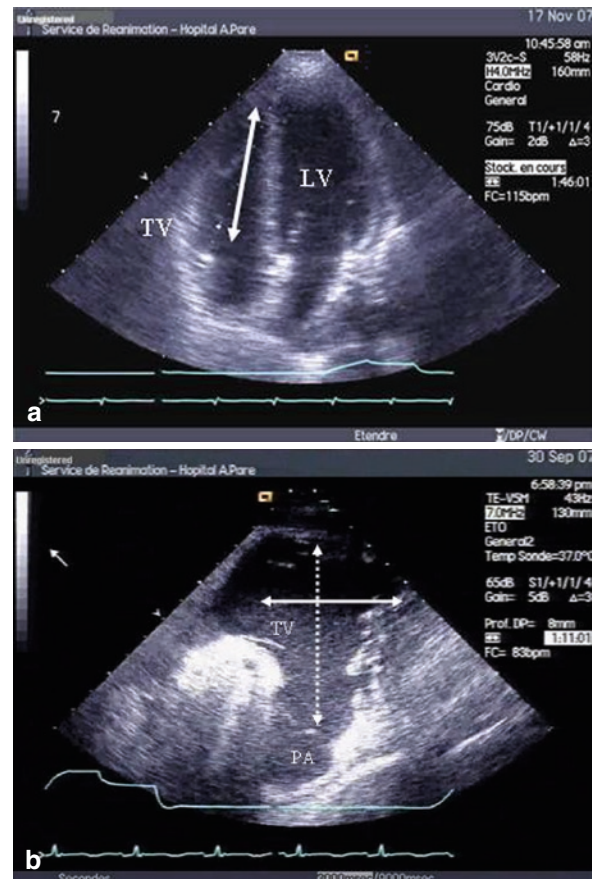 Unregistered
17 Nov 07
Service de Reanimation - Hopital A.Pare
10:45:58 am
3V2c-S 58Hz
H4.0MHz 160mm
Cardio
General
7
75dB T1/+1/1/4
Gain= 2dB Δ=3
Stock. en cours
1:46:01
FC=115bpm
LV
TV
a
Etendre
/DP/CW
Unregistered
30 Sep 07
Service de Reanimation - Hopital A.Pare
6:58:39 pm
TE-V5M 43Hz
7.0MHz 130mm
ETO
General2
Temp Sonde=37.0°C
65dB S1/+1/1/4
Gain= 5dB Δ=3
Prof.DP= 8mm
1:11:01
FC= 83bpm
TV
PA
b
Secondes